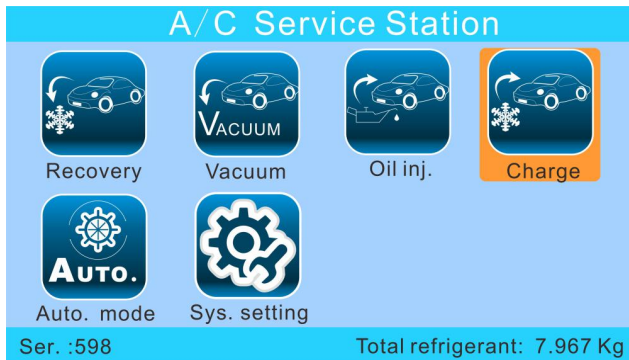 A/C Service Station
VACUUM
Recovery Vacuum Oil inj. Charge
AUTO.
Auto. mode Sys. setting
Ser. :598 Total refrigerant: 7.967 Kg